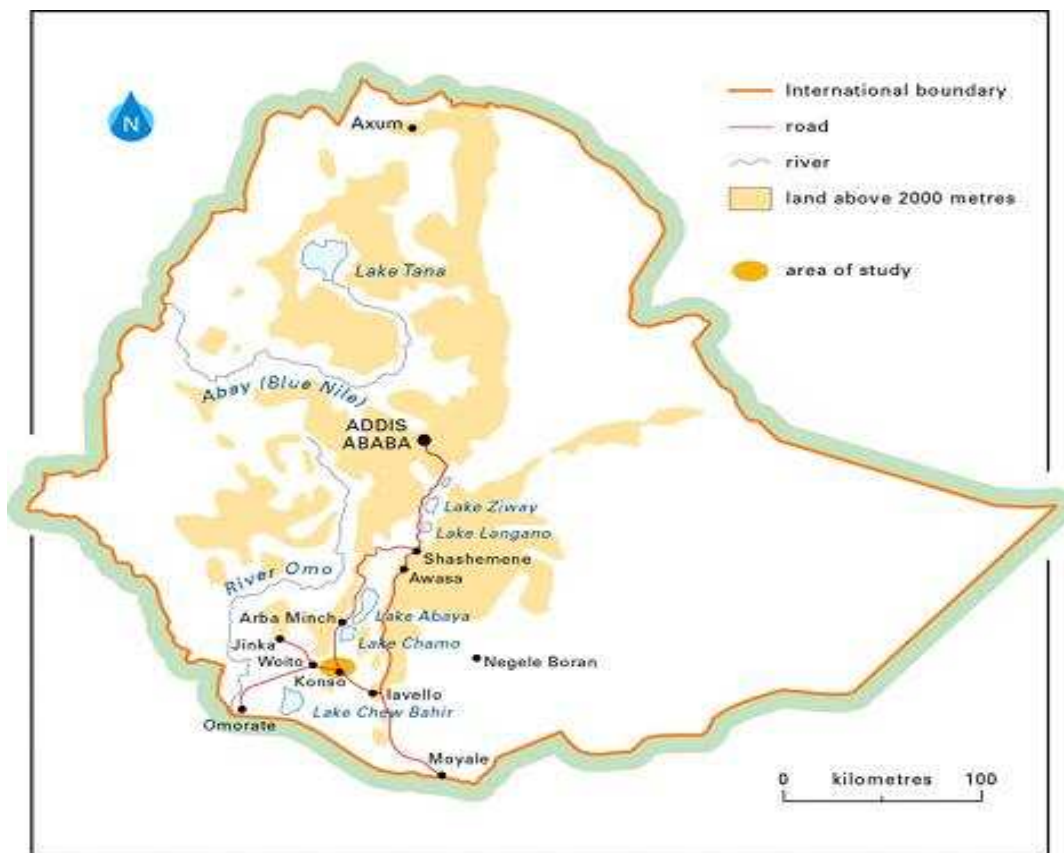 International boundary
road
river
land above 2000 metres
area of study
N
Axum
Lake Tana
Abay (Blue Nile)
ADDIS
ABABA
Lake Ziway
Lake Langano
Shashemene
Awasa
River Omo
Arba Minch
Lake Abaya
Jinka
Lake Chamo
Woito
Negele Boran
Konso
Iavello
Lake Chew Bahir
Omorate
Moyale
0 kilometres 100